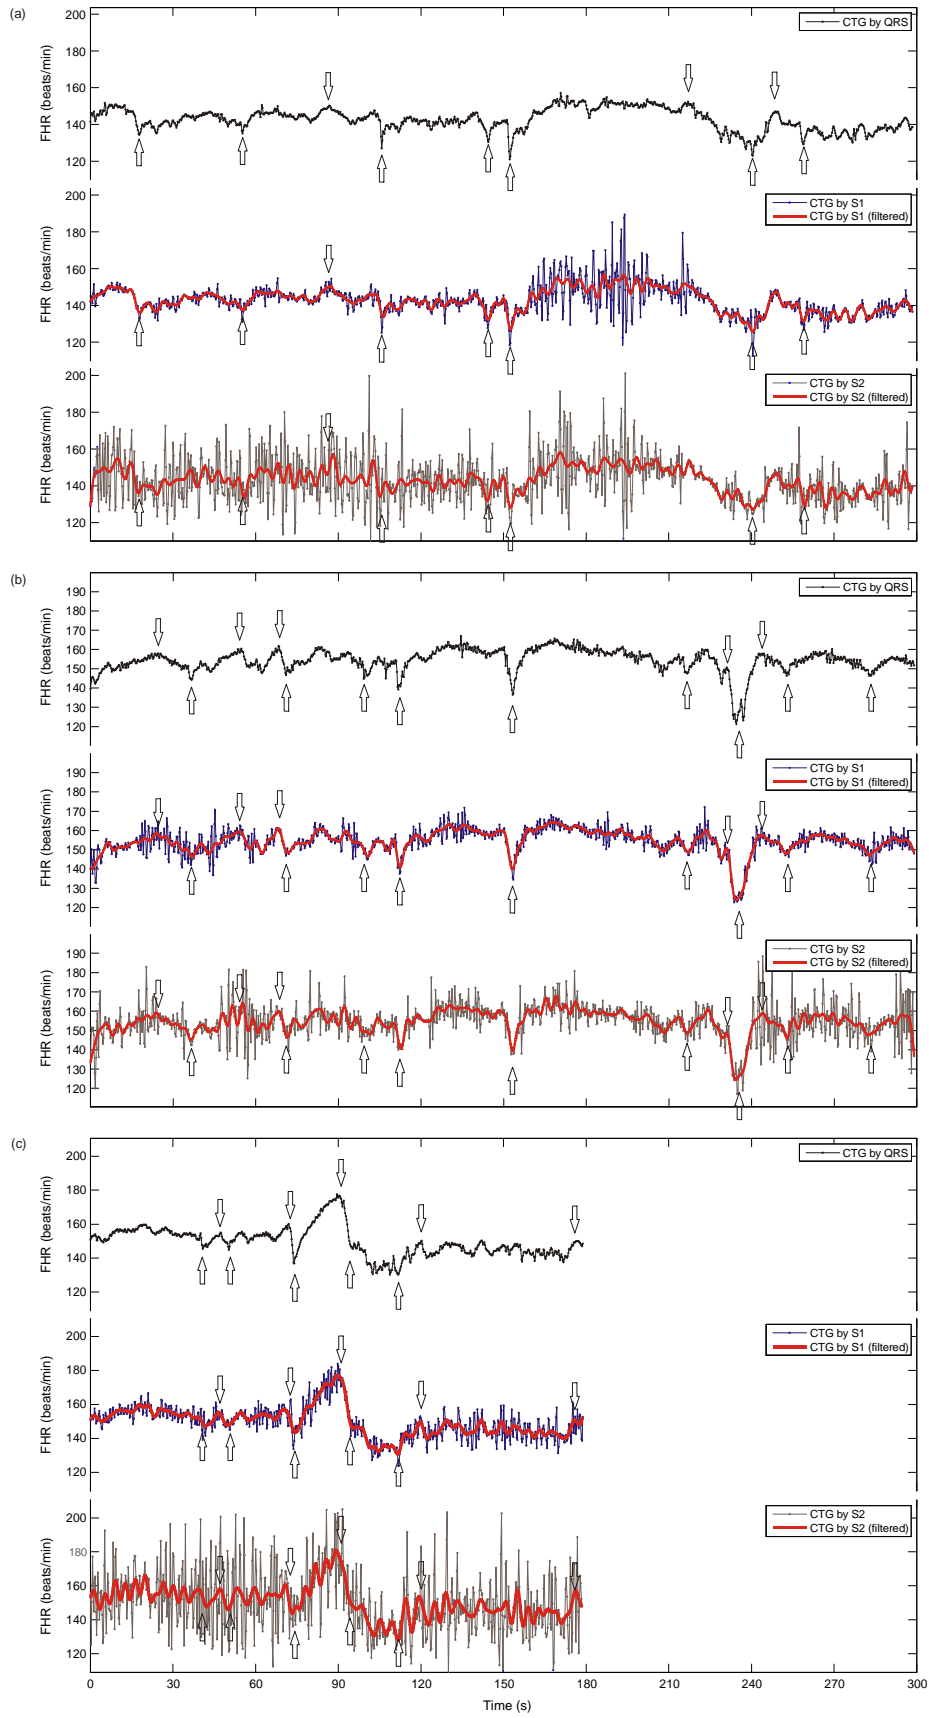 (a)
CTG by QRS
FHR (beats/min)
200
180
160
140
120
CTG by S1
CTG by S1 (filtered)
FHR (beats/min)
200
180
160
140
120
CTG by S2
CTG by S2 (filtered)
FHR (beats/min)
200
180
160
140
120
(b)
CTG by QRS
FHR (beats/min)
190
180
170
160
150
140
130
120
CTG by S1
CTG by S1 (filtered)
FHR (beats/min)
190
180
170
160
150
140
130
120
CTG by S2
CTG by S2 (filtered)
FHR (beats/min)
190
180
170
160
150
140
130
120
(c)
CTG by QRS
FHR (beats/min)
200
180
160
140
120
CTG by S1
CTG by S1 (filtered)
FHR (beats/min)
200
180
160
140
120
CTG by S2
CTG by S2 (filtered)
FHR (beats/min)
200
180
160
140
120
0 30 60 90 120 150 180 210 240 270 300
Time (s)